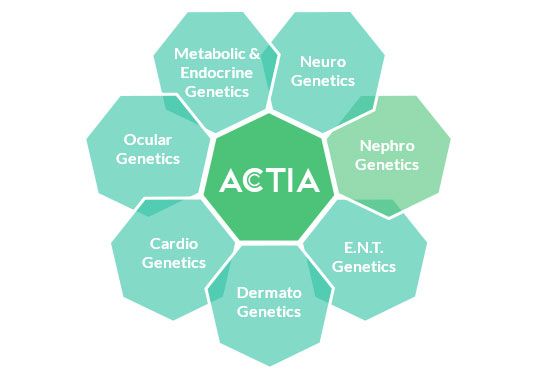 Metabolic &
Endocrine
Genetics
Neuro
Genetics
Ocular
Genetics
Nephro
Genetics
ACTIA
Cardio
Genetics
E.N.T.
Genetics
Dermato
Genetics